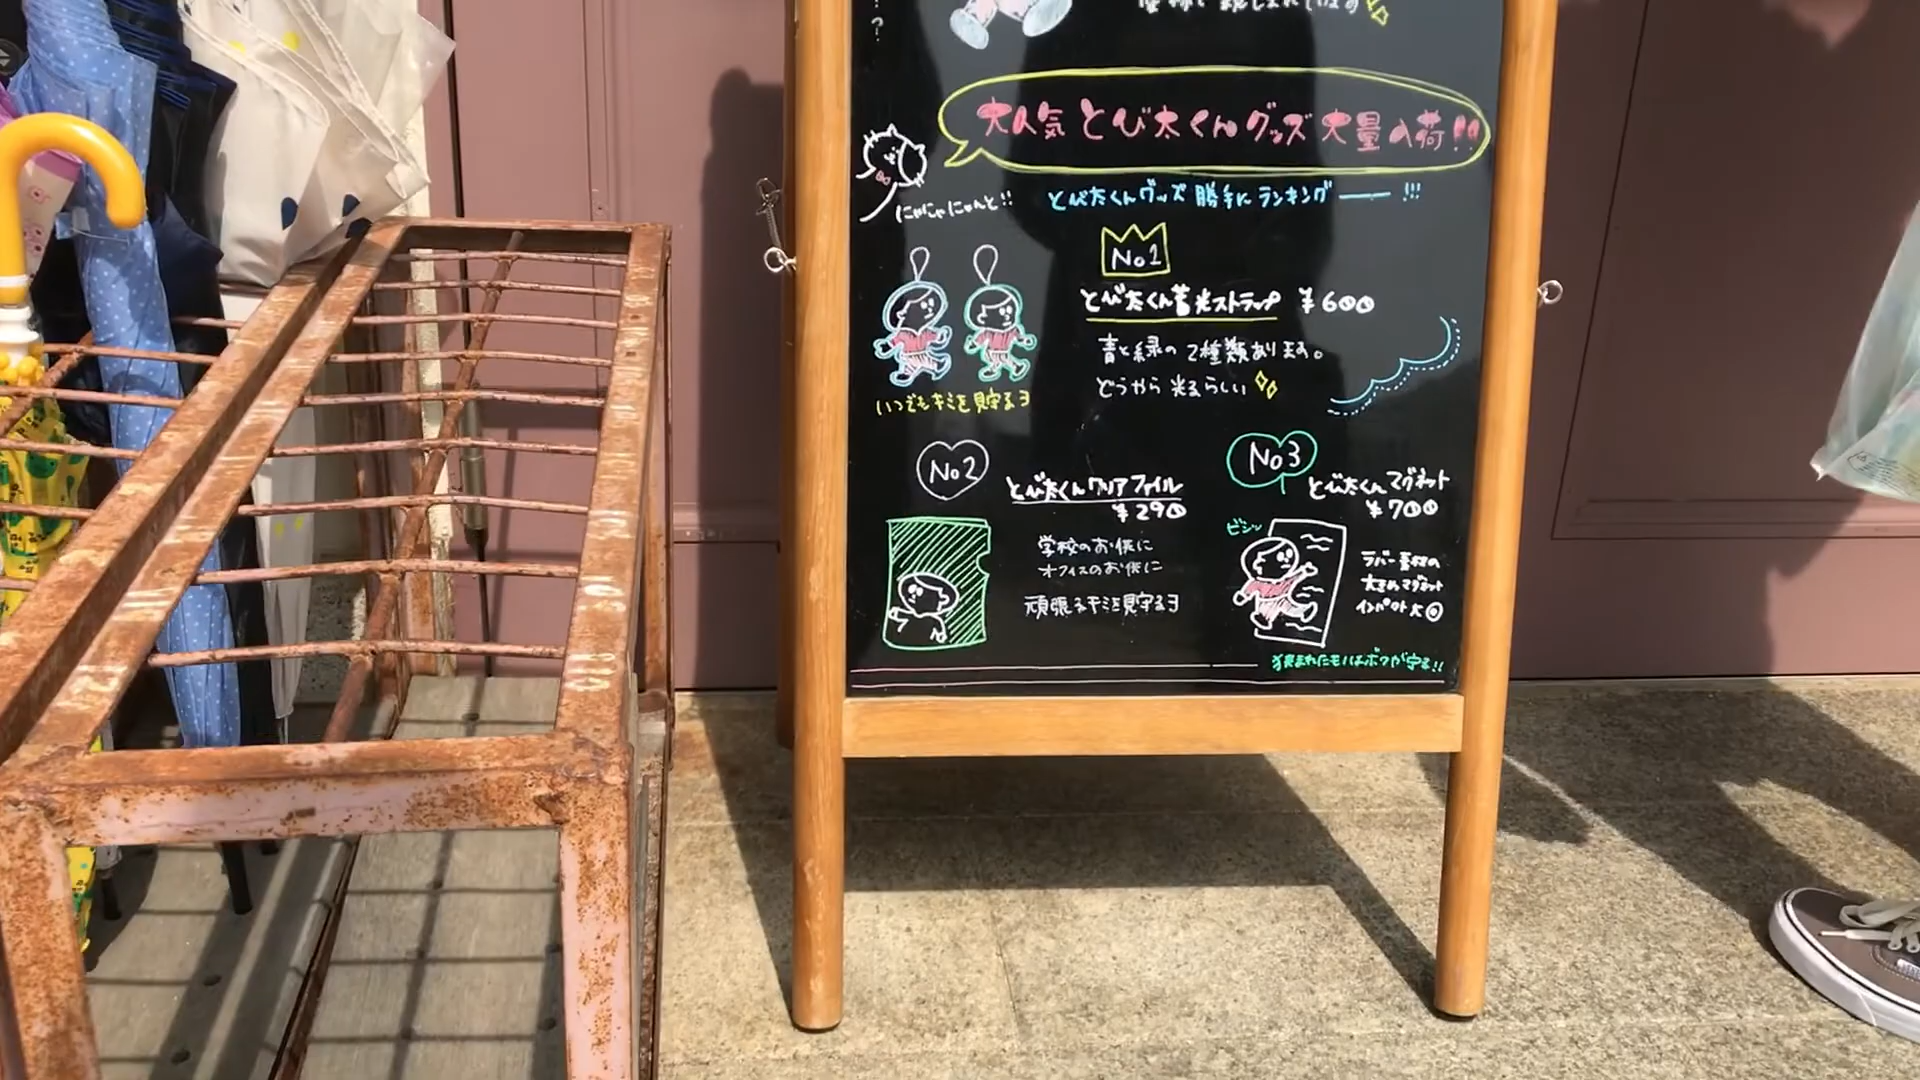 大人気とび太くんグッズ大量入荷!!
にゃにゃにゃんと!!
とび太くんグッズ 勝手にランキングー!!!
No1
とび太くん蓄光ストラップ ¥600
青と緑の2種類あります。
どうやら光るらしい
いつでもキミを見守るヨ
No2
とび太くんクリアファイル
¥290
学校のお供に
オフィスのお供に
頑張るキミを見守るヨ
No3
とび太くんマグネット
¥700
ビシッ
ラバー素材の
大きめマグネット
インパクト大◎